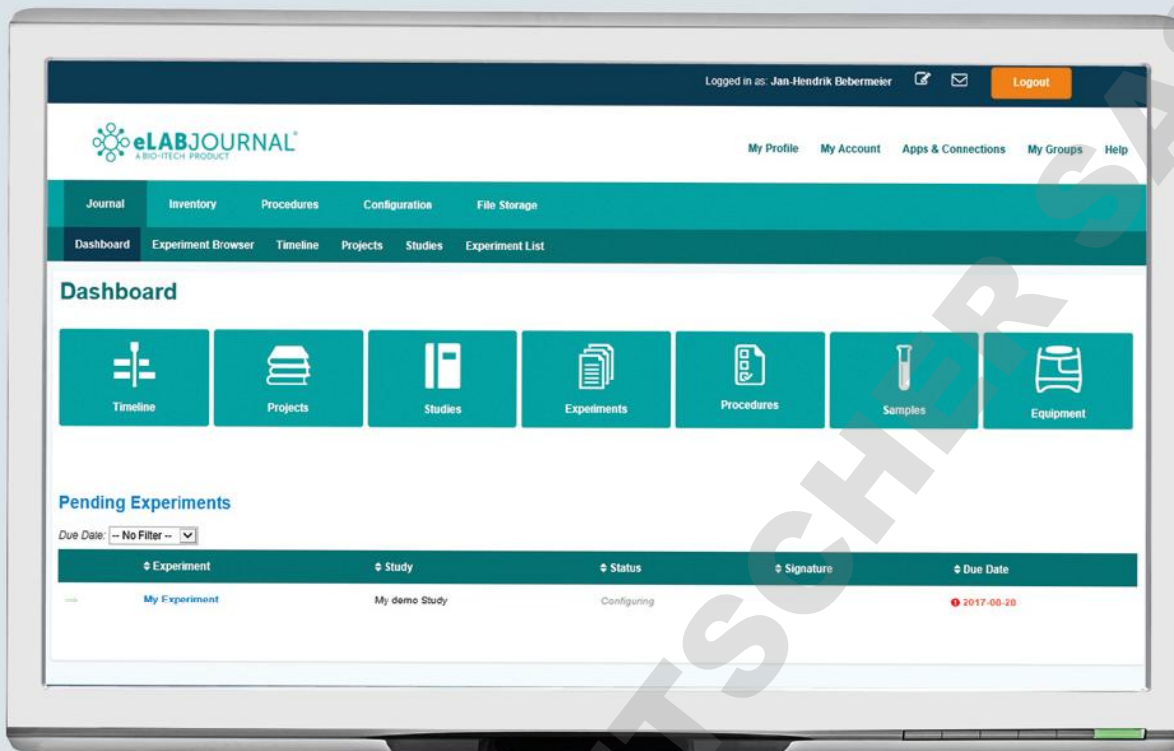 Logged in as: Jan-Hendrik Bebermeier Logout
eLABJOURNAL®
A BIO-ITECH PRODUCT
My Profile My Account Apps & Connections My Groups Help
Journal Inventory Procedures Configuration File Storage
Dashboard Experiment Browser Timeline Projects Studies Experiment List
Dashboard
Timeline Projects Studies Experiments Procedures Samples Equipment
Pending Experiments
Due Date: -- No Filter --
Experiment Study Status Signature Due Date
My Experiment My demo Study Configuring 2017-08-28